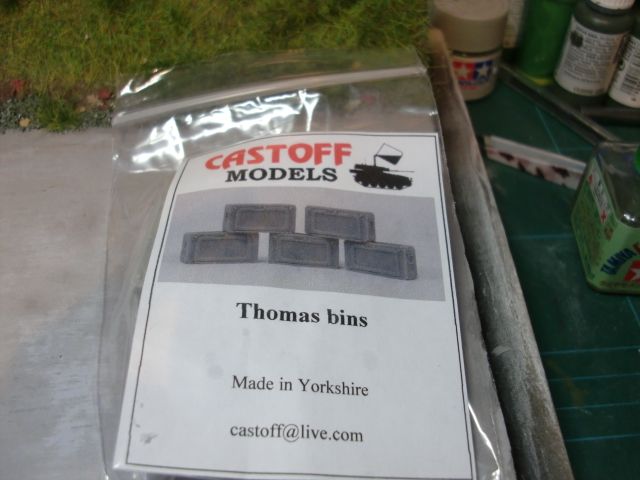 CASTOFF
MODELS
Thomas bins
Made in Yorkshire
castoff@live.com